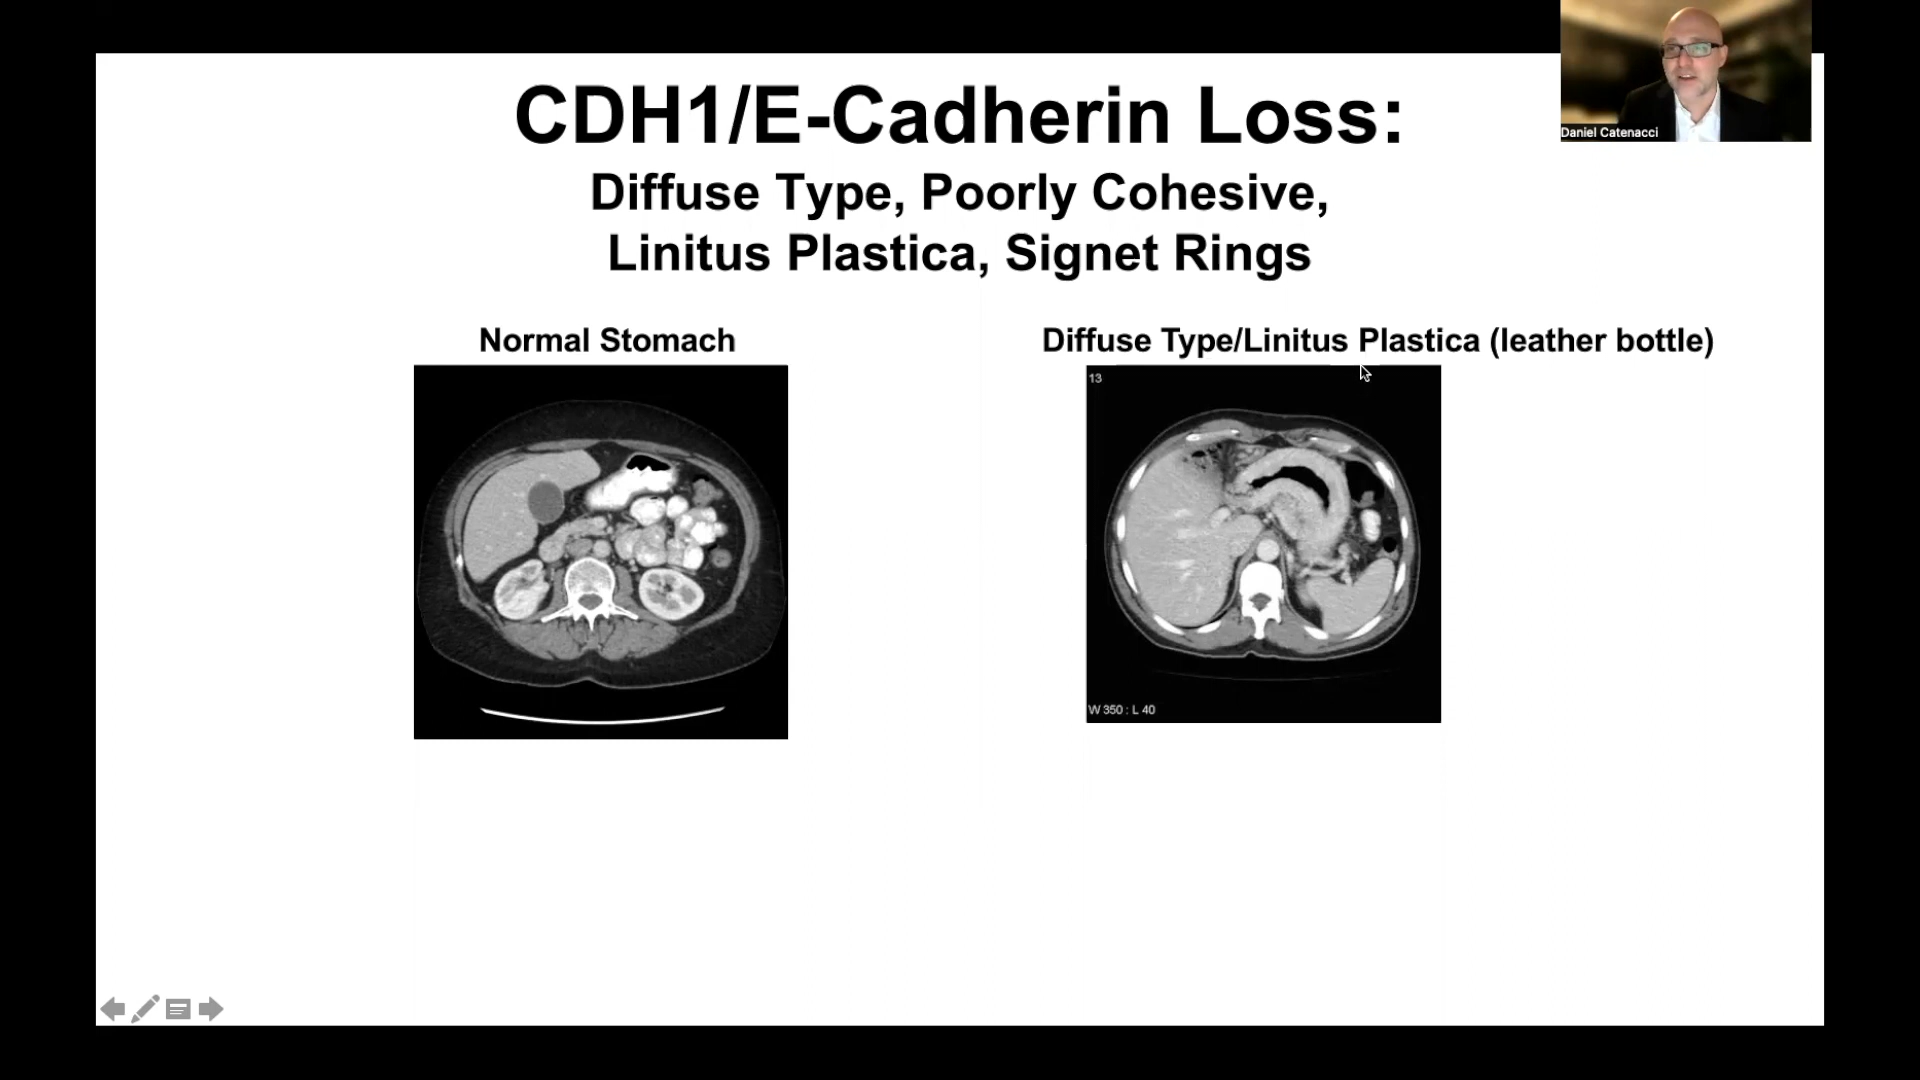 CDH1/E-Cadherin Loss:
Diffuse Type, Poorly Cohesive,
Linitus Plastica, Signet Rings
Daniel Catenacci
Normal Stomach
Diffuse Type/Linitus Plastica (leather bottle)
13
W 350 : L 40